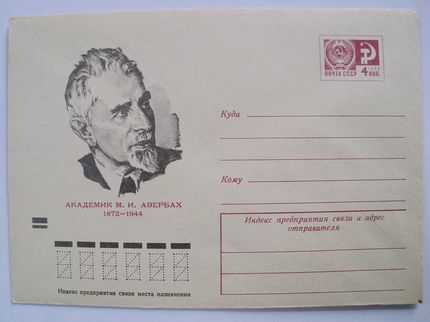 ПОЧТА СССР
4 КОП.
Куда
Кому
АКАДЕМИК М. И. АВЕРБАХ
1872—1944
Индекс предприятия связи и адрес
отправителя
Индекс предприятия связи места назначения